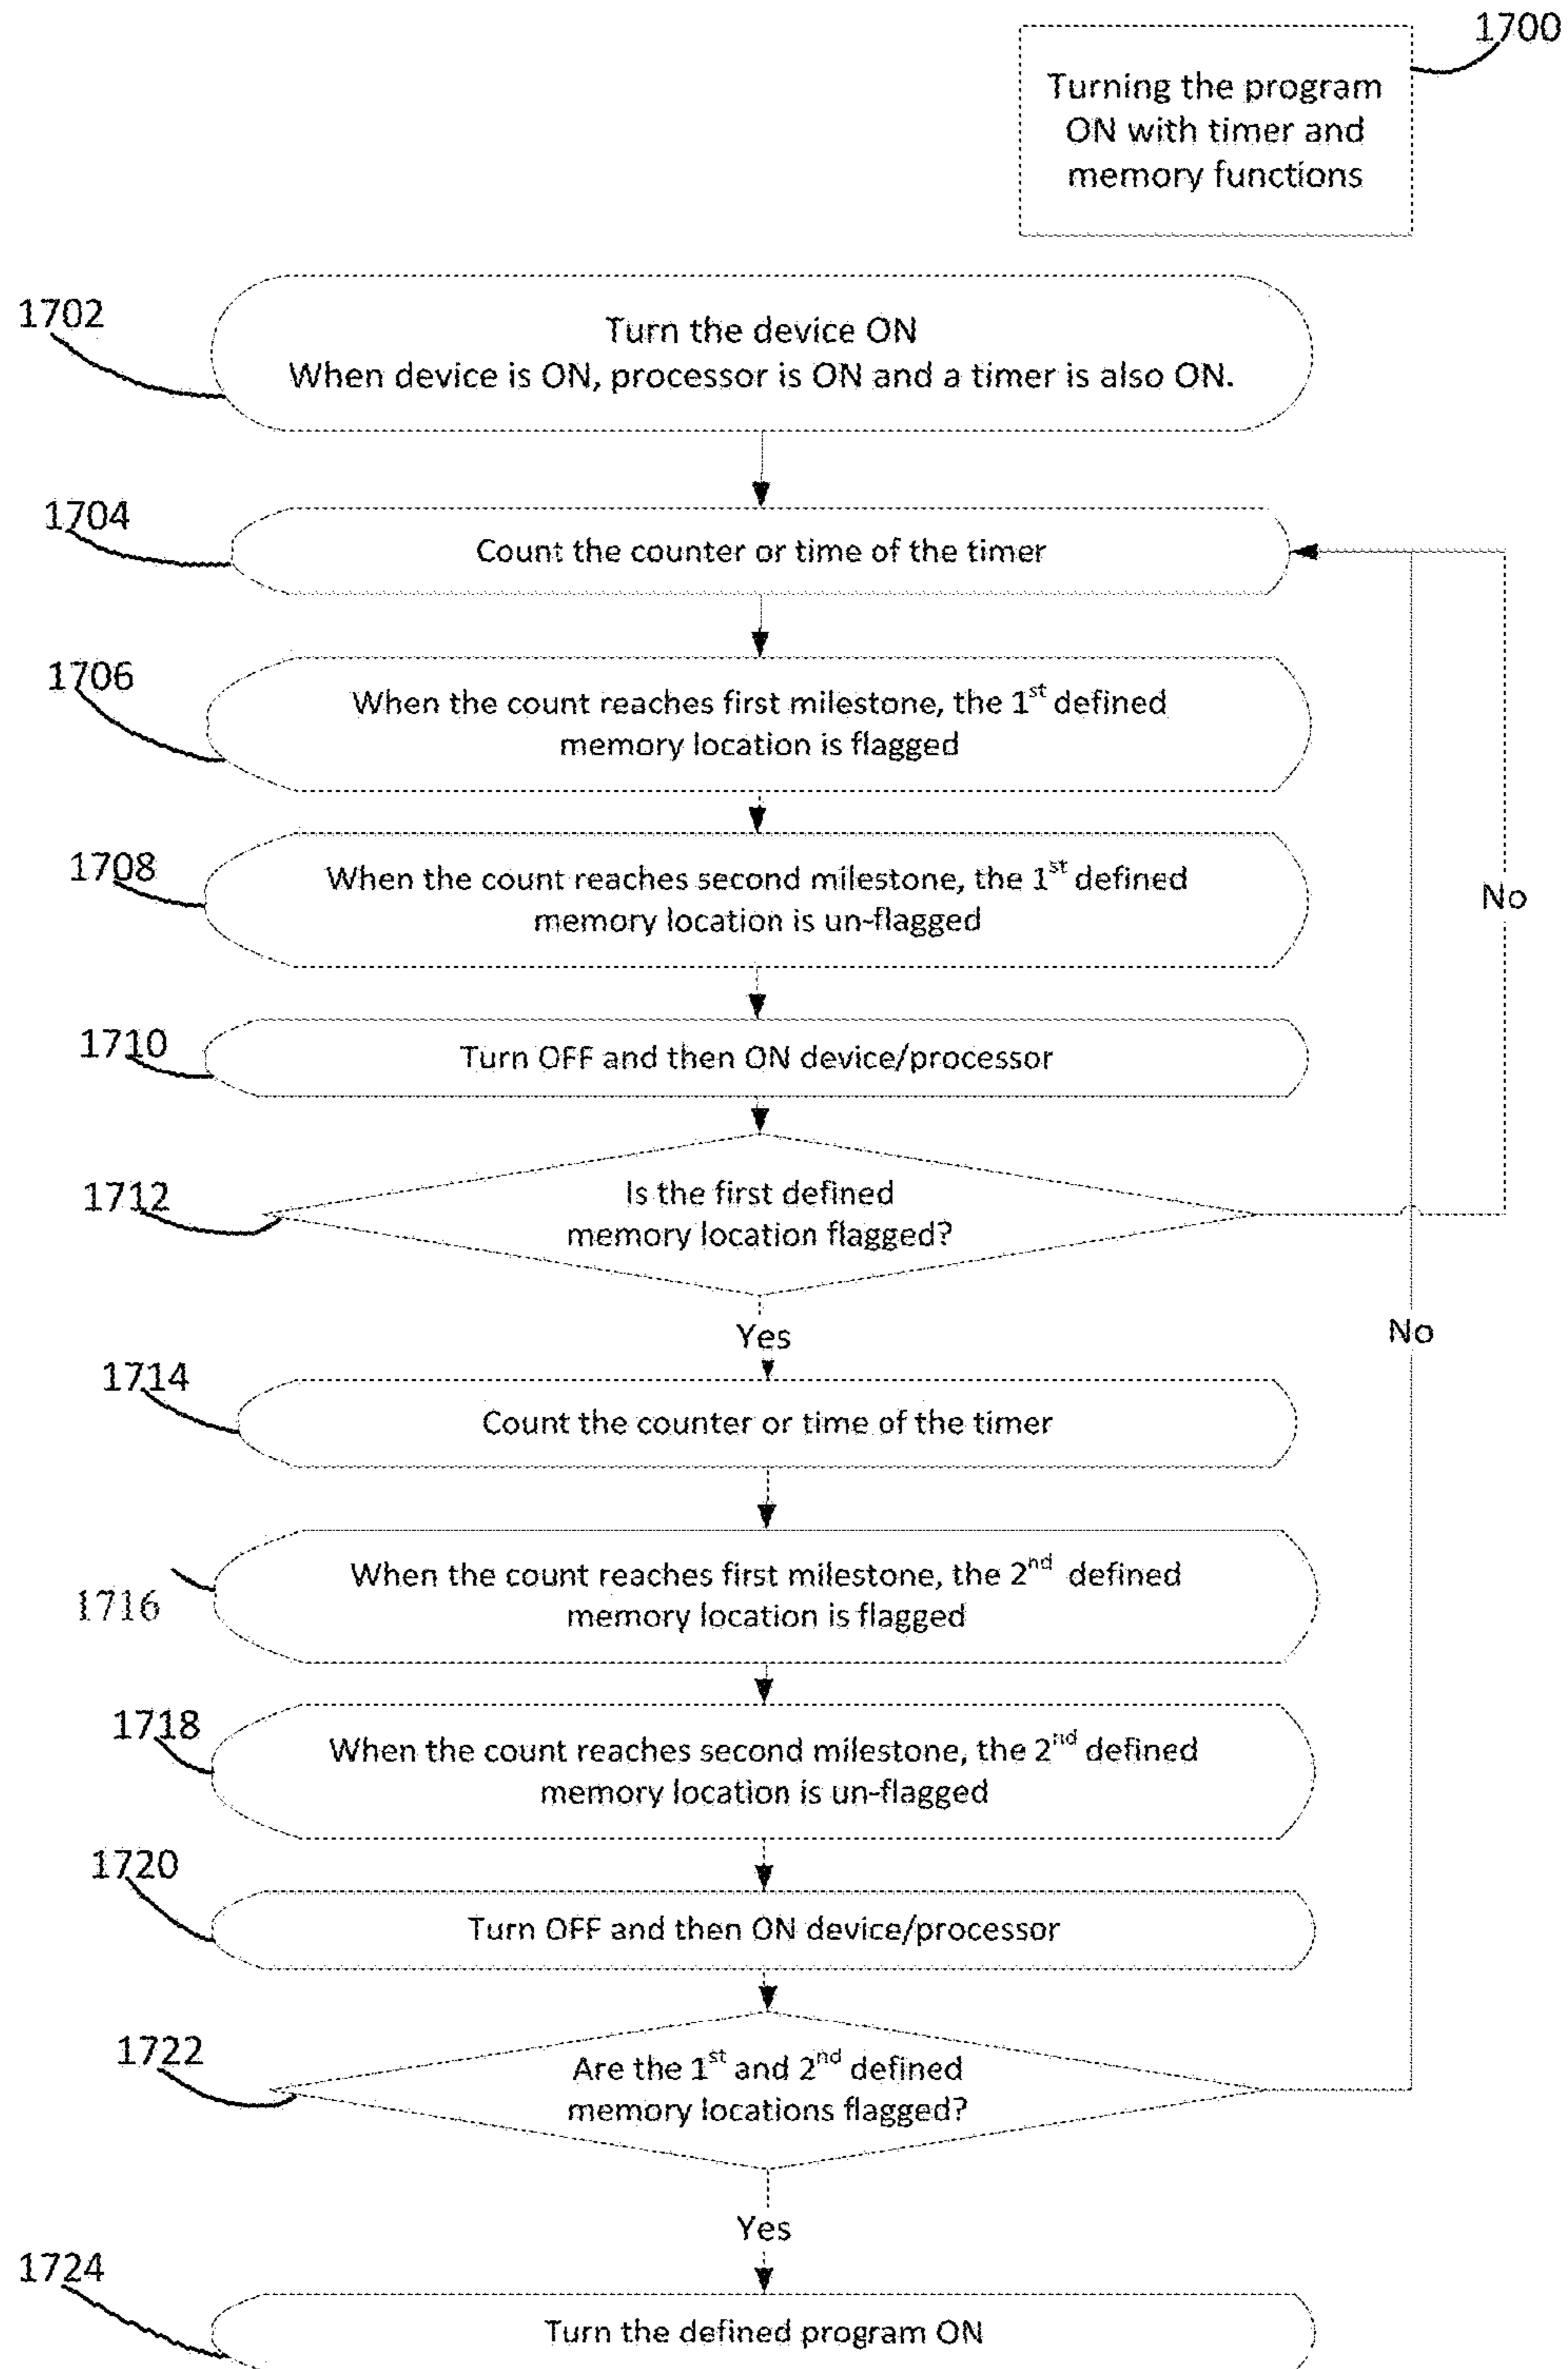 1700
Turning the program
ON with timer and
memory functions
1702
Turn the device ON
When device is ON, processor is ON and a timer is also ON.
1704
Count the counter or time of the timer
1706
When the count reaches first milestone, the 1st defined
memory location is flagged
1708
When the count reaches second milestone, the 1st defined
memory location is un-flagged
No
1710
Turn OFF and then ON device/processor
1712
Is the first defined
memory location flagged?
Yes
No
1714
Count the counter or time of the timer
1716
When the count reaches first milestone, the 2nd defined
memory location is flagged
1718
When the count reaches second milestone, the 2nd defined
memory location is un-flagged
1720
Turn OFF and then ON device/processor
1722
Are the 1st and 2nd defined
memory locations flagged?
Yes
1724
Turn the defined program ON